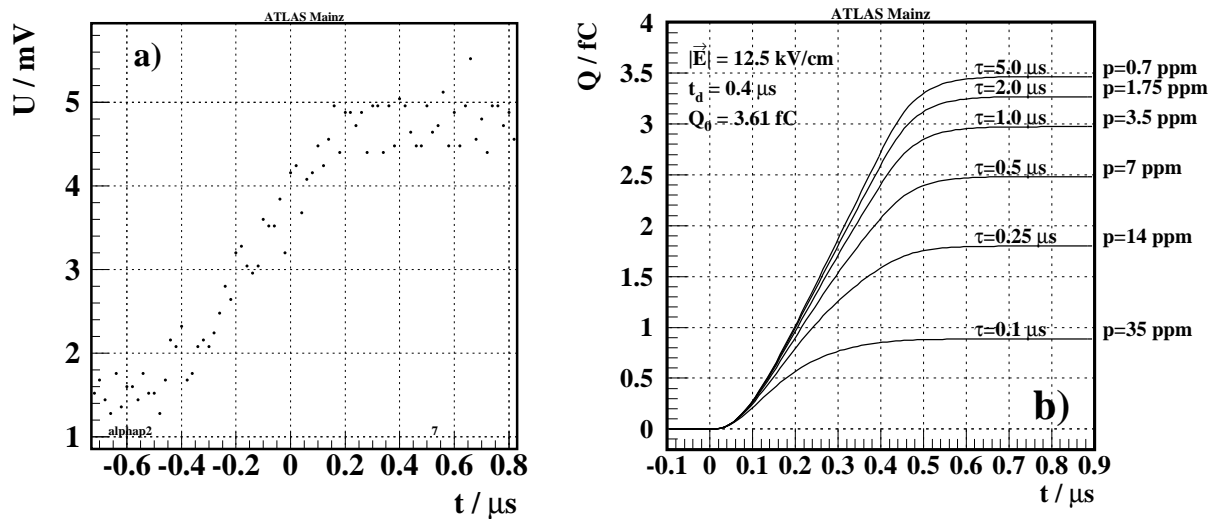 ATLAS Mainz
U / mV
a)
5
4
3
2
1
alphap2
7
-0.6 -0.4 -0.2 0 0.2 0.4 0.6 0.8
t / μs
ATLAS Mainz
Q / fC
4
3.5
3
2.5
2
1.5
1
0.5
0
|E⃗| = 12.5 kV/cm
t_d = 0.4 μs
Q_0 = 3.61 fC
τ=5.0 μs p=0.7 ppm
τ=2.0 μs p=1.75 ppm
τ=1.0 μs p=3.5 ppm
τ=0.5 μs p=7 ppm
τ=0.25 μs p=14 ppm
τ=0.1 μs p=35 ppm
b)
-0.1 0 0.1 0.2 0.3 0.4 0.5 0.6 0.7 0.8 0.9
t / μs